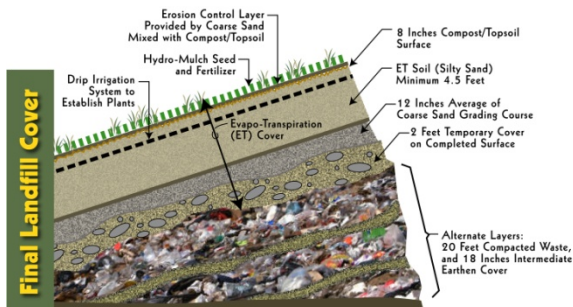 Final Landfill Cover
Erosion Control Layer
Provided by Coarse Sand
Mixed with Compost/Topsoil
Hydro-Mulch Seed
and Fertilizer
Drip Irrigation
System to
Establish Plants
Evapo-Transpiration
(ET) Cover
8 Inches Compost/Topsoil
Surface
ET Soil (Silty Sand)
Minimum 4.5 Feet
12 Inches Average of
Coarse Sand Grading Course
2 Feet Temporary Cover
on Completed Surface
Alternate Layers:
20 Feet Compacted Waste,
and 18 Inches Intermediate
Earthen Cover